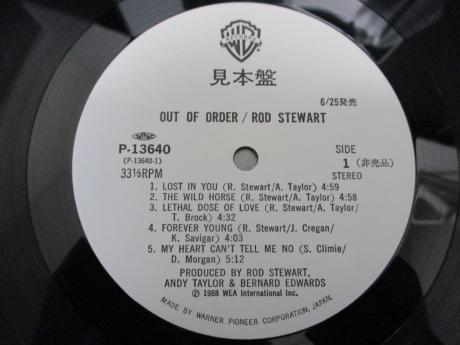 WB
見本盤
6/25発売
OUT OF ORDER / ROD STEWART
P-13640
(P-13640-1)
33⅓RPM
SIDE
1 (非売品)
STEREO
1. LOST IN YOU (R. Stewart/A. Taylor) 4:59
2. THE WILD HORSE (R. Stewart/A. Taylor) 4:58
3. LETHAL DOSE OF LOVE (R. Stewart/A. Taylor/
T. Brock) 4:32
4. FOREVER YOUNG (R. Stewart/J. Cregan/
K. Savigar) 4:03
5. MY HEART CAN'T TELL ME NO (S. Climie/
D. Morgan) 5:12
PRODUCED BY ROD STEWART,
ANDY TAYLOR & BERNARD EDWARDS
Ⓟ 1988 WEA International Inc.
MADE BY WARNER PIONEER CORPORATION, JAPAN.